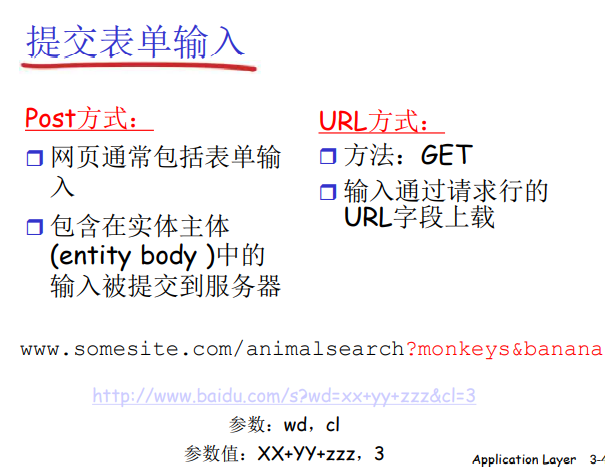 提交表单输入
Post方式：
网页通常包括表单输
入
包含在实体主体
(entity body )中的
输入被提交到服务器
URL方式：
方法：GET
输入通过请求行的
URL字段上载
www.somesite.com/animalsearch?monkeys&banana
http://www.baidu.com/s?wd=xx+yy+zzz&cl=3
参数：wd，cl
参数值：XX+YY+zzz，3
Application Layer 3-